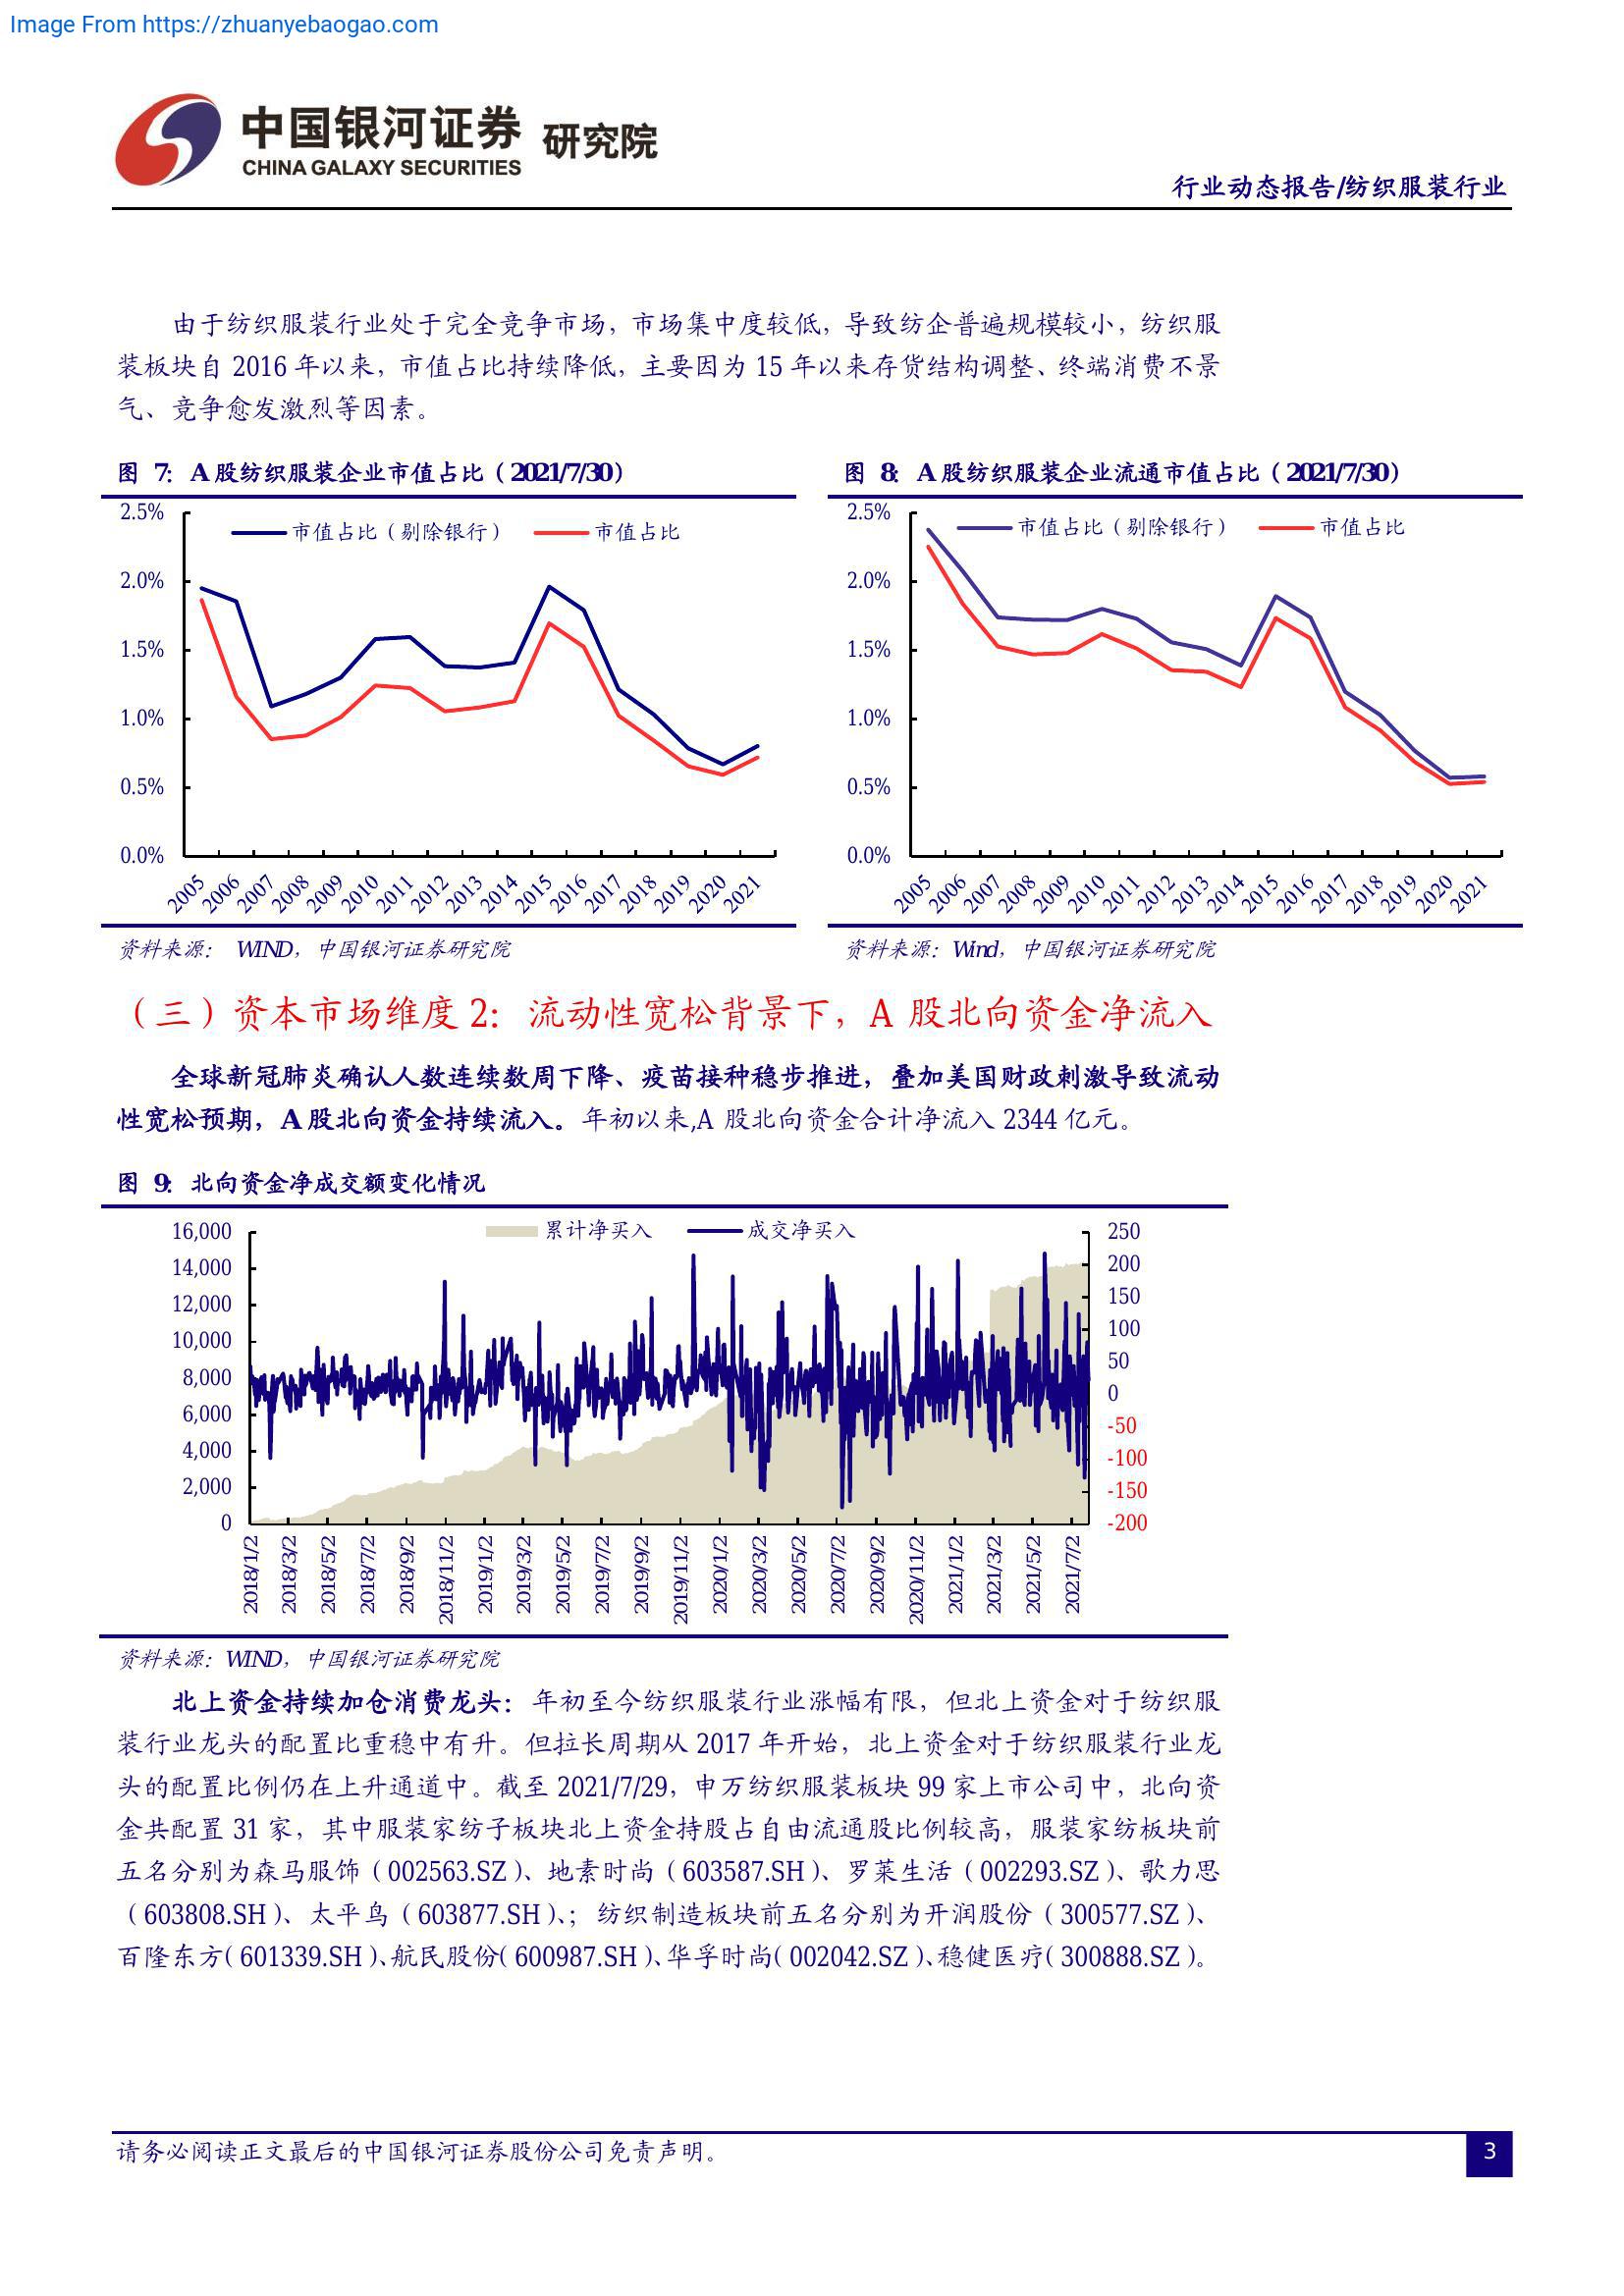 Image From https://zhuanyebaogao.com
中国银河证券 研究院
CHINA GALAXY SECURITIES
行业动态报告/纺织服装行业
由于纺织服装行业处于完全竞争市场，市场集中度较低，导致纺企普遍规模较小，纺织服
装板块自 2016 年以来，市值占比持续降低，主要因为 15 年以来存货结构调整、终端消费不景
气、竞争愈发激烈等因素。
图 7：A 股纺织服装企业市值占比（2021/7/30）
2.5%
2.0%
1.5%
1.0%
0.5%
0.0%
市值占比（剔除银行） 市值占比
2005 2006 2007 2008 2009 2010 2011 2012 2013 2014 2015 2016 2017 2018 2019 2020 2021
资料来源： WIND，中国银河证券研究院
图 8：A 股纺织服装企业流通市值占比（2021/7/30）
2.5%
2.0%
1.5%
1.0%
0.5%
0.0%
市值占比（剔除银行） 市值占比
2005 2006 2007 2008 2009 2010 2011 2012 2013 2014 2015 2016 2017 2018 2019 2020 2021
资料来源：Wind，中国银河证券研究院
（三）资本市场维度 2：流动性宽松背景下，A 股北向资金净流入
全球新冠肺炎确认人数连续数周下降、疫苗接种稳步推进，叠加美国财政刺激导致流动
性宽松预期，A 股北向资金持续流入。年初以来,A 股北向资金合计净流入 2344 亿元。
图 9：北向资金净成交额变化情况
累计净买入 成交净买入
16,000
14,000
12,000
10,000
8,000
6,000
4,000
2,000
0
250
200
150
100
50
0
-50
-100
-150
-200
2018/1/2 2018/3/2 2018/5/2 2018/7/2 2018/9/2 2018/11/2 2019/1/2 2019/3/2 2019/5/2 2019/7/2 2019/9/2 2019/11/2 2020/1/2 2020/3/2 2020/5/2 2020/7/2 2020/9/2 2020/11/2 2021/1/2 2021/3/2 2021/5/2 2021/7/2
资料来源：WIND，中国银河证券研究院
北上资金持续加仓消费龙头：年初至今纺织服装行业涨幅有限，但北上资金对于纺织服
装行业龙头的配置比重稳中有升。但拉长周期从 2017 年开始，北上资金对于纺织服装行业龙
头的配置比例仍在上升通道中。截至 2021/7/29，申万纺织服装板块 99 家上市公司中，北向资
金共配置 31 家，其中服装家纺子板块北上资金持股占自由流通股比例较高，服装家纺板块前
五名分别为森马服饰（002563.SZ）、地素时尚（603587.SH）、罗莱生活（002293.SZ）、歌力思
（603808.SH）、太平鸟（603877.SH）、；纺织制造板块前五名分别为开润股份（300577.SZ）、
百隆东方(601339.SH)、航民股份(600987.SH)、华孚时尚(002042.SZ)、稳健医疗(300888.SZ)。
请务必阅读正文最后的中国银河证券股份公司免责声明。
3